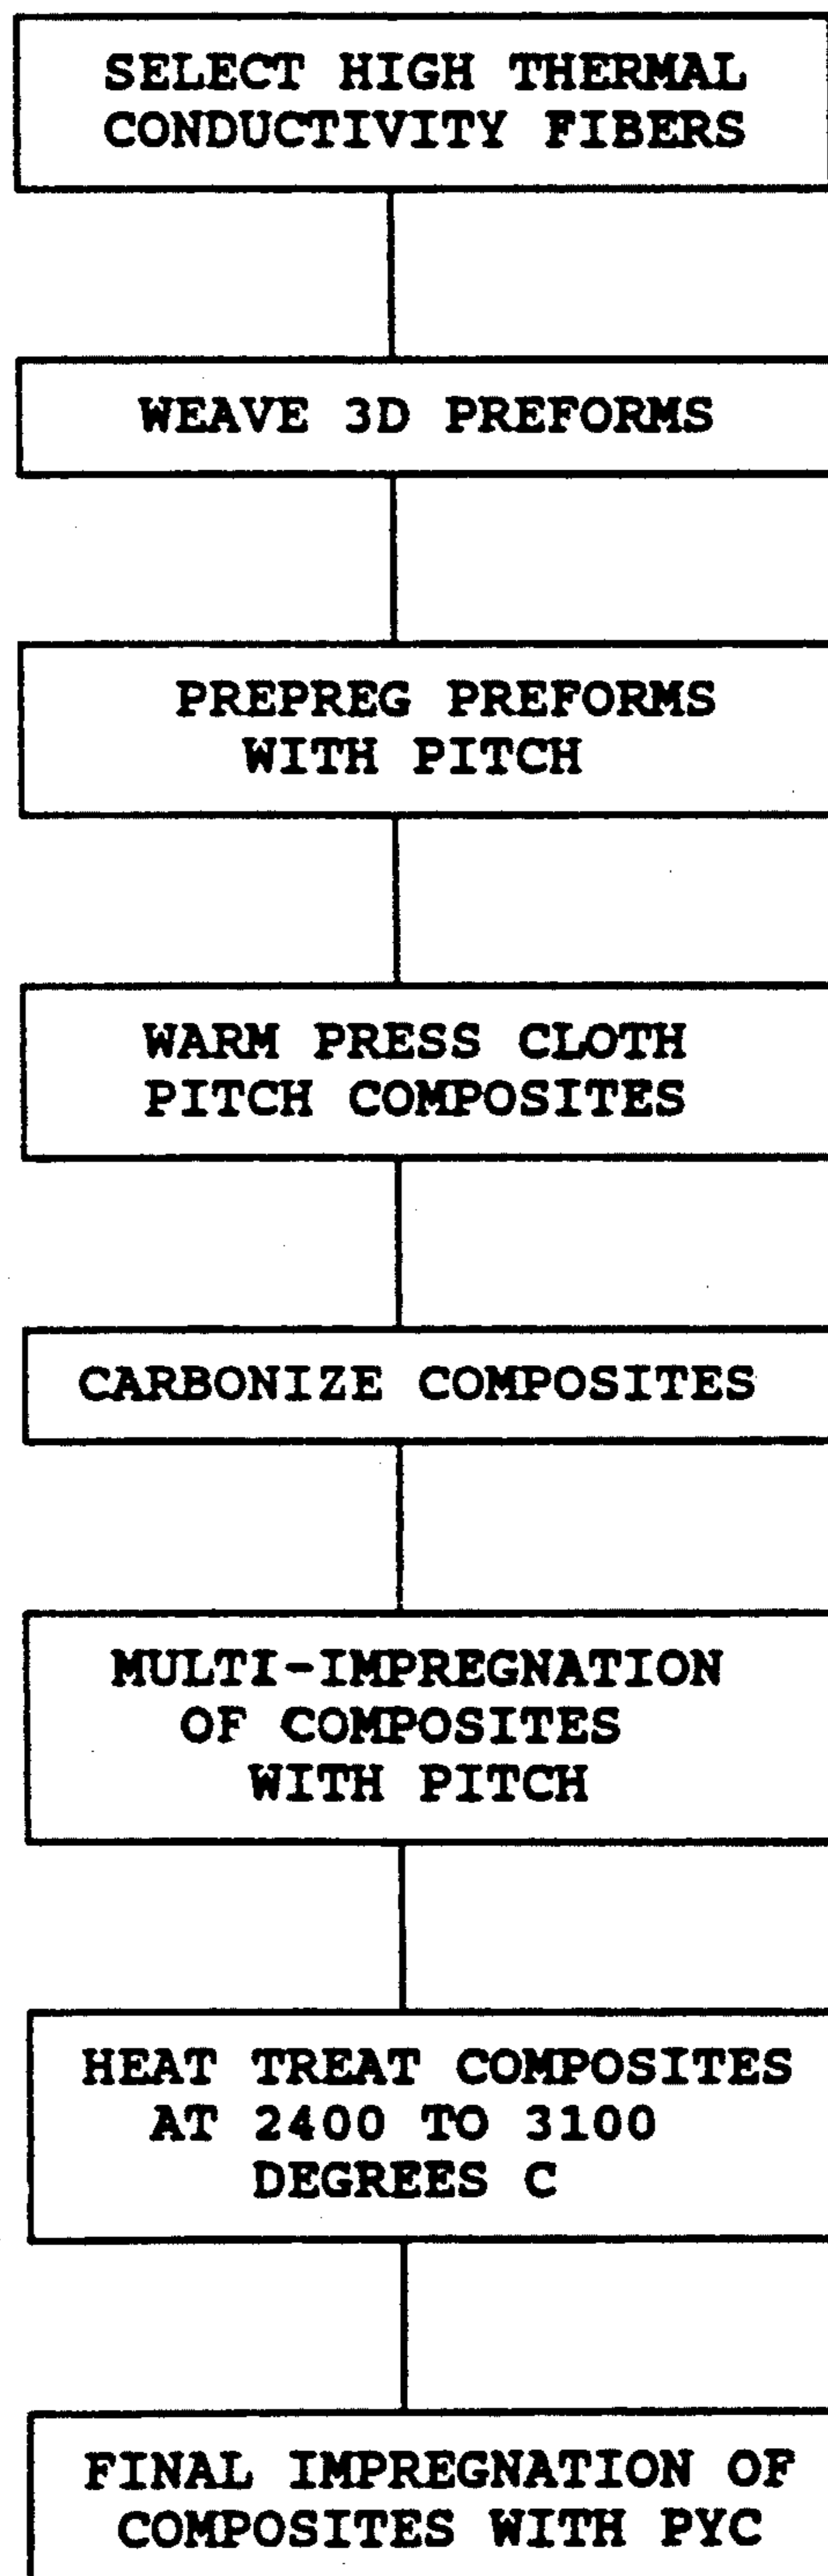 SELECT HIGH THERMAL
CONDUCTIVITY FIBERS
WEAVE 3D PREFORMS
PREPREG PREFORMS
WITH PITCH
WARM PRESS CLOTH
PITCH COMPOSITES
CARBONIZE COMPOSITES
MULTI-IMPREGNATION
OF COMPOSITES
WITH PITCH
HEAT TREAT COMPOSITES
AT 2400 TO 3100
DEGREES C
FINAL IMPREGNATION OF
COMPOSITES WITH PYC